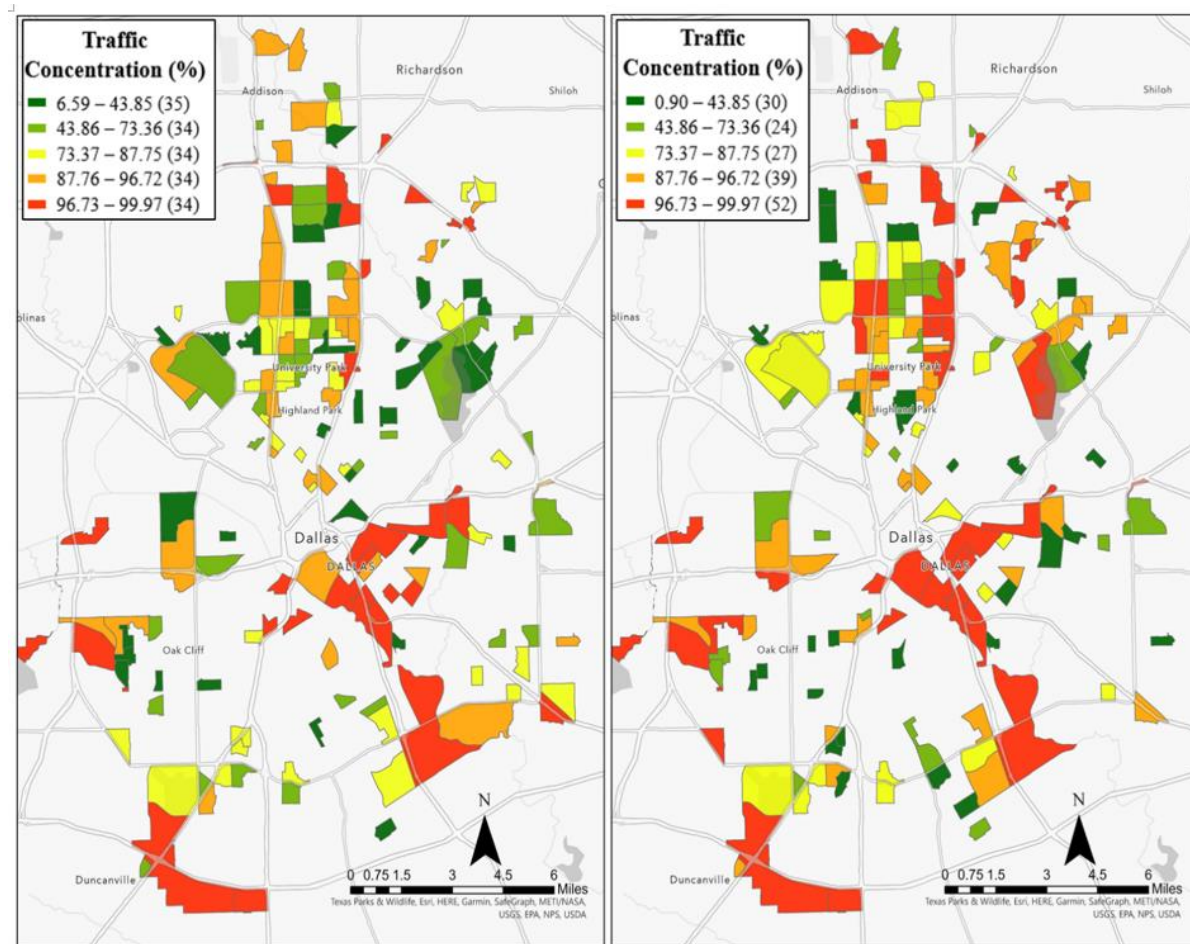 Traffic
Concentration (%)
6.59 – 43.85 (35)
43.86 – 73.36 (34)
73.37 – 87.75 (34)
87.76 – 96.72 (34)
96.73 – 99.97 (34)
Richardson
Addison
Shiloh
olinas
University Park
Highland Park
Dallas
DALLAS
Oak Cliff
Duncanville
N
0 0.75 1.5 3 4.5 6
Miles
Texas Parks & Wildlife, Esri, HERE, Garmin, SafeGraph, METI/NASA,
USGS, EPA, NPS, USDA
Traffic
Concentration (%)
0.90 – 43.85 (30)
43.86 – 73.36 (24)
73.37 – 87.75 (27)
87.76 – 96.72 (39)
96.73 – 99.97 (52)
Richardson
Addison
Shiloh
olinas
University Park
Highland Park
Dallas
DALLAS
Oak Cliff
Duncanville
N
0 0.75 1.5 3 4.5 6
Miles
Texas Parks & Wildlife, Esri, HERE, Garmin, SafeGraph, METI/NASA,
USGS, EPA, NPS, USDA